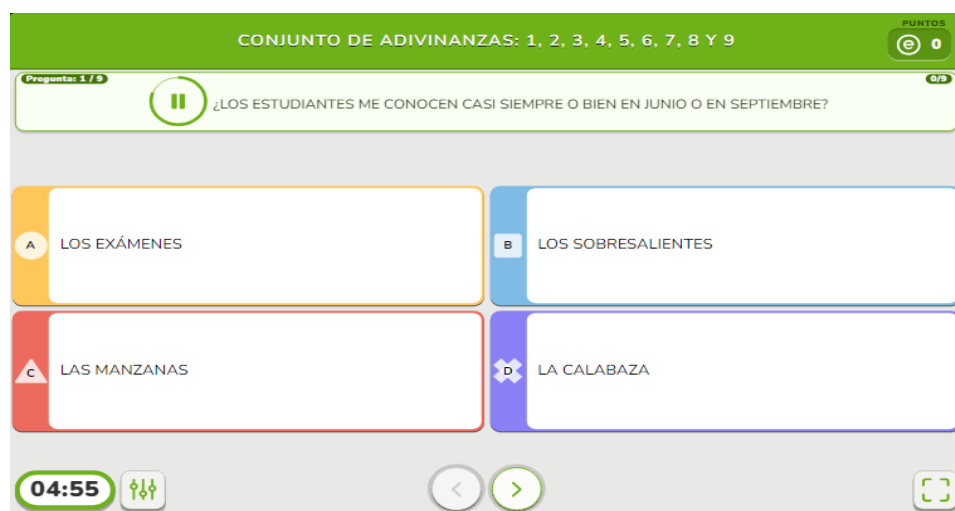 CONJUNTO DE ADIVINANZAS: 1, 2, 3, 4, 5, 6, 7, 8 Y 9
PUNTOS
e 0
Pregunta: 1 / 9
0/9
¿LOS ESTUDIANTES ME CONOCEN CASI SIEMPRE O BIEN EN JUNIO O EN SEPTIEMBRE?
A LOS EXÁMENES
B LOS SOBRESALIENTES
C LAS MANZANAS
D LA CALABAZA
04:55